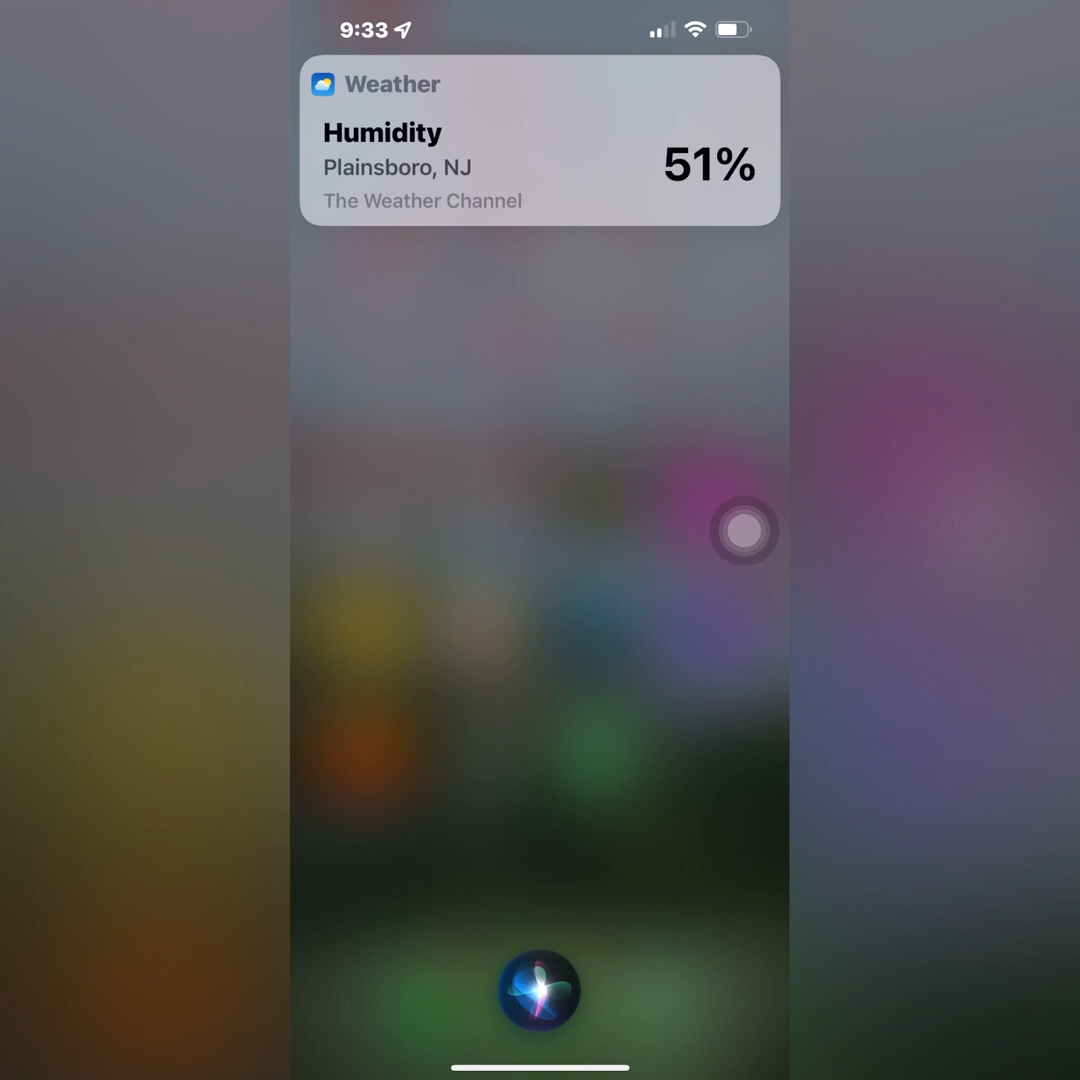 9:33
Weather
Humidity
Plainsboro, NJ
51%
The Weather Channel